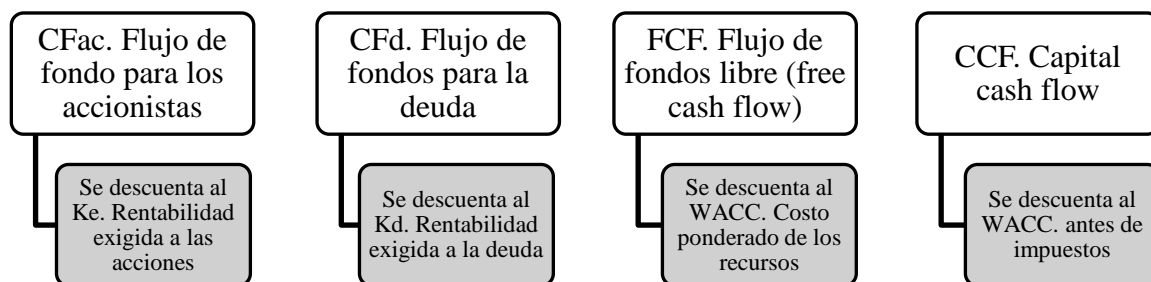 CFac. Flujo de
fondo para los
accionistas
Se descuenta al
Ke. Rentabilidad
exigida a las
acciones
CFd. Flujo de
fondos para la
deuda
Se descuenta al
Kd. Rentabilidad
exigida a la deuda
FCF. Flujo de
fondos libre (free
cash flow)
Se descuenta al
WACC. Costo
ponderado de los
recursos
CCF. Capital
cash flow
Se descuenta al
WACC. antes de
impuestos